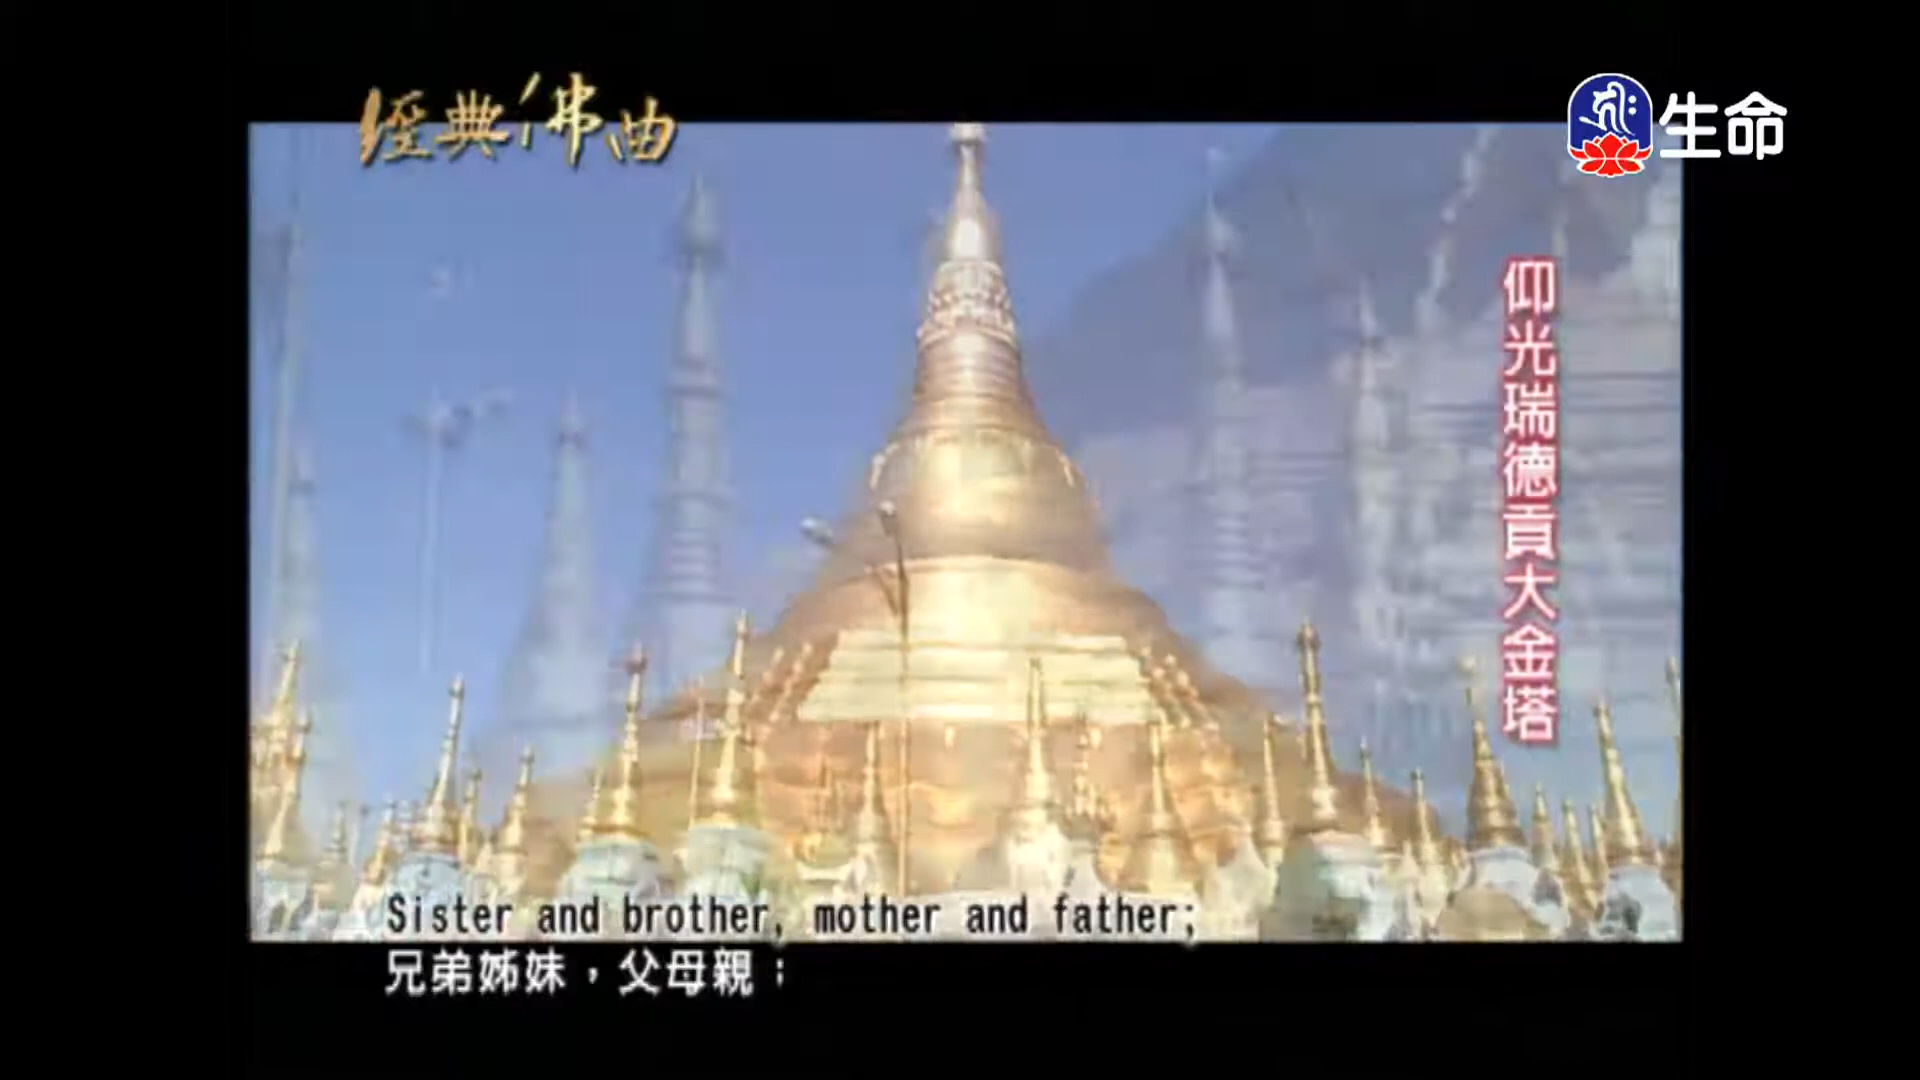 經典佛曲
生命
仰光瑞德貢大金塔
Sister and brother, mother and father;
兄弟姊妹，父母親；